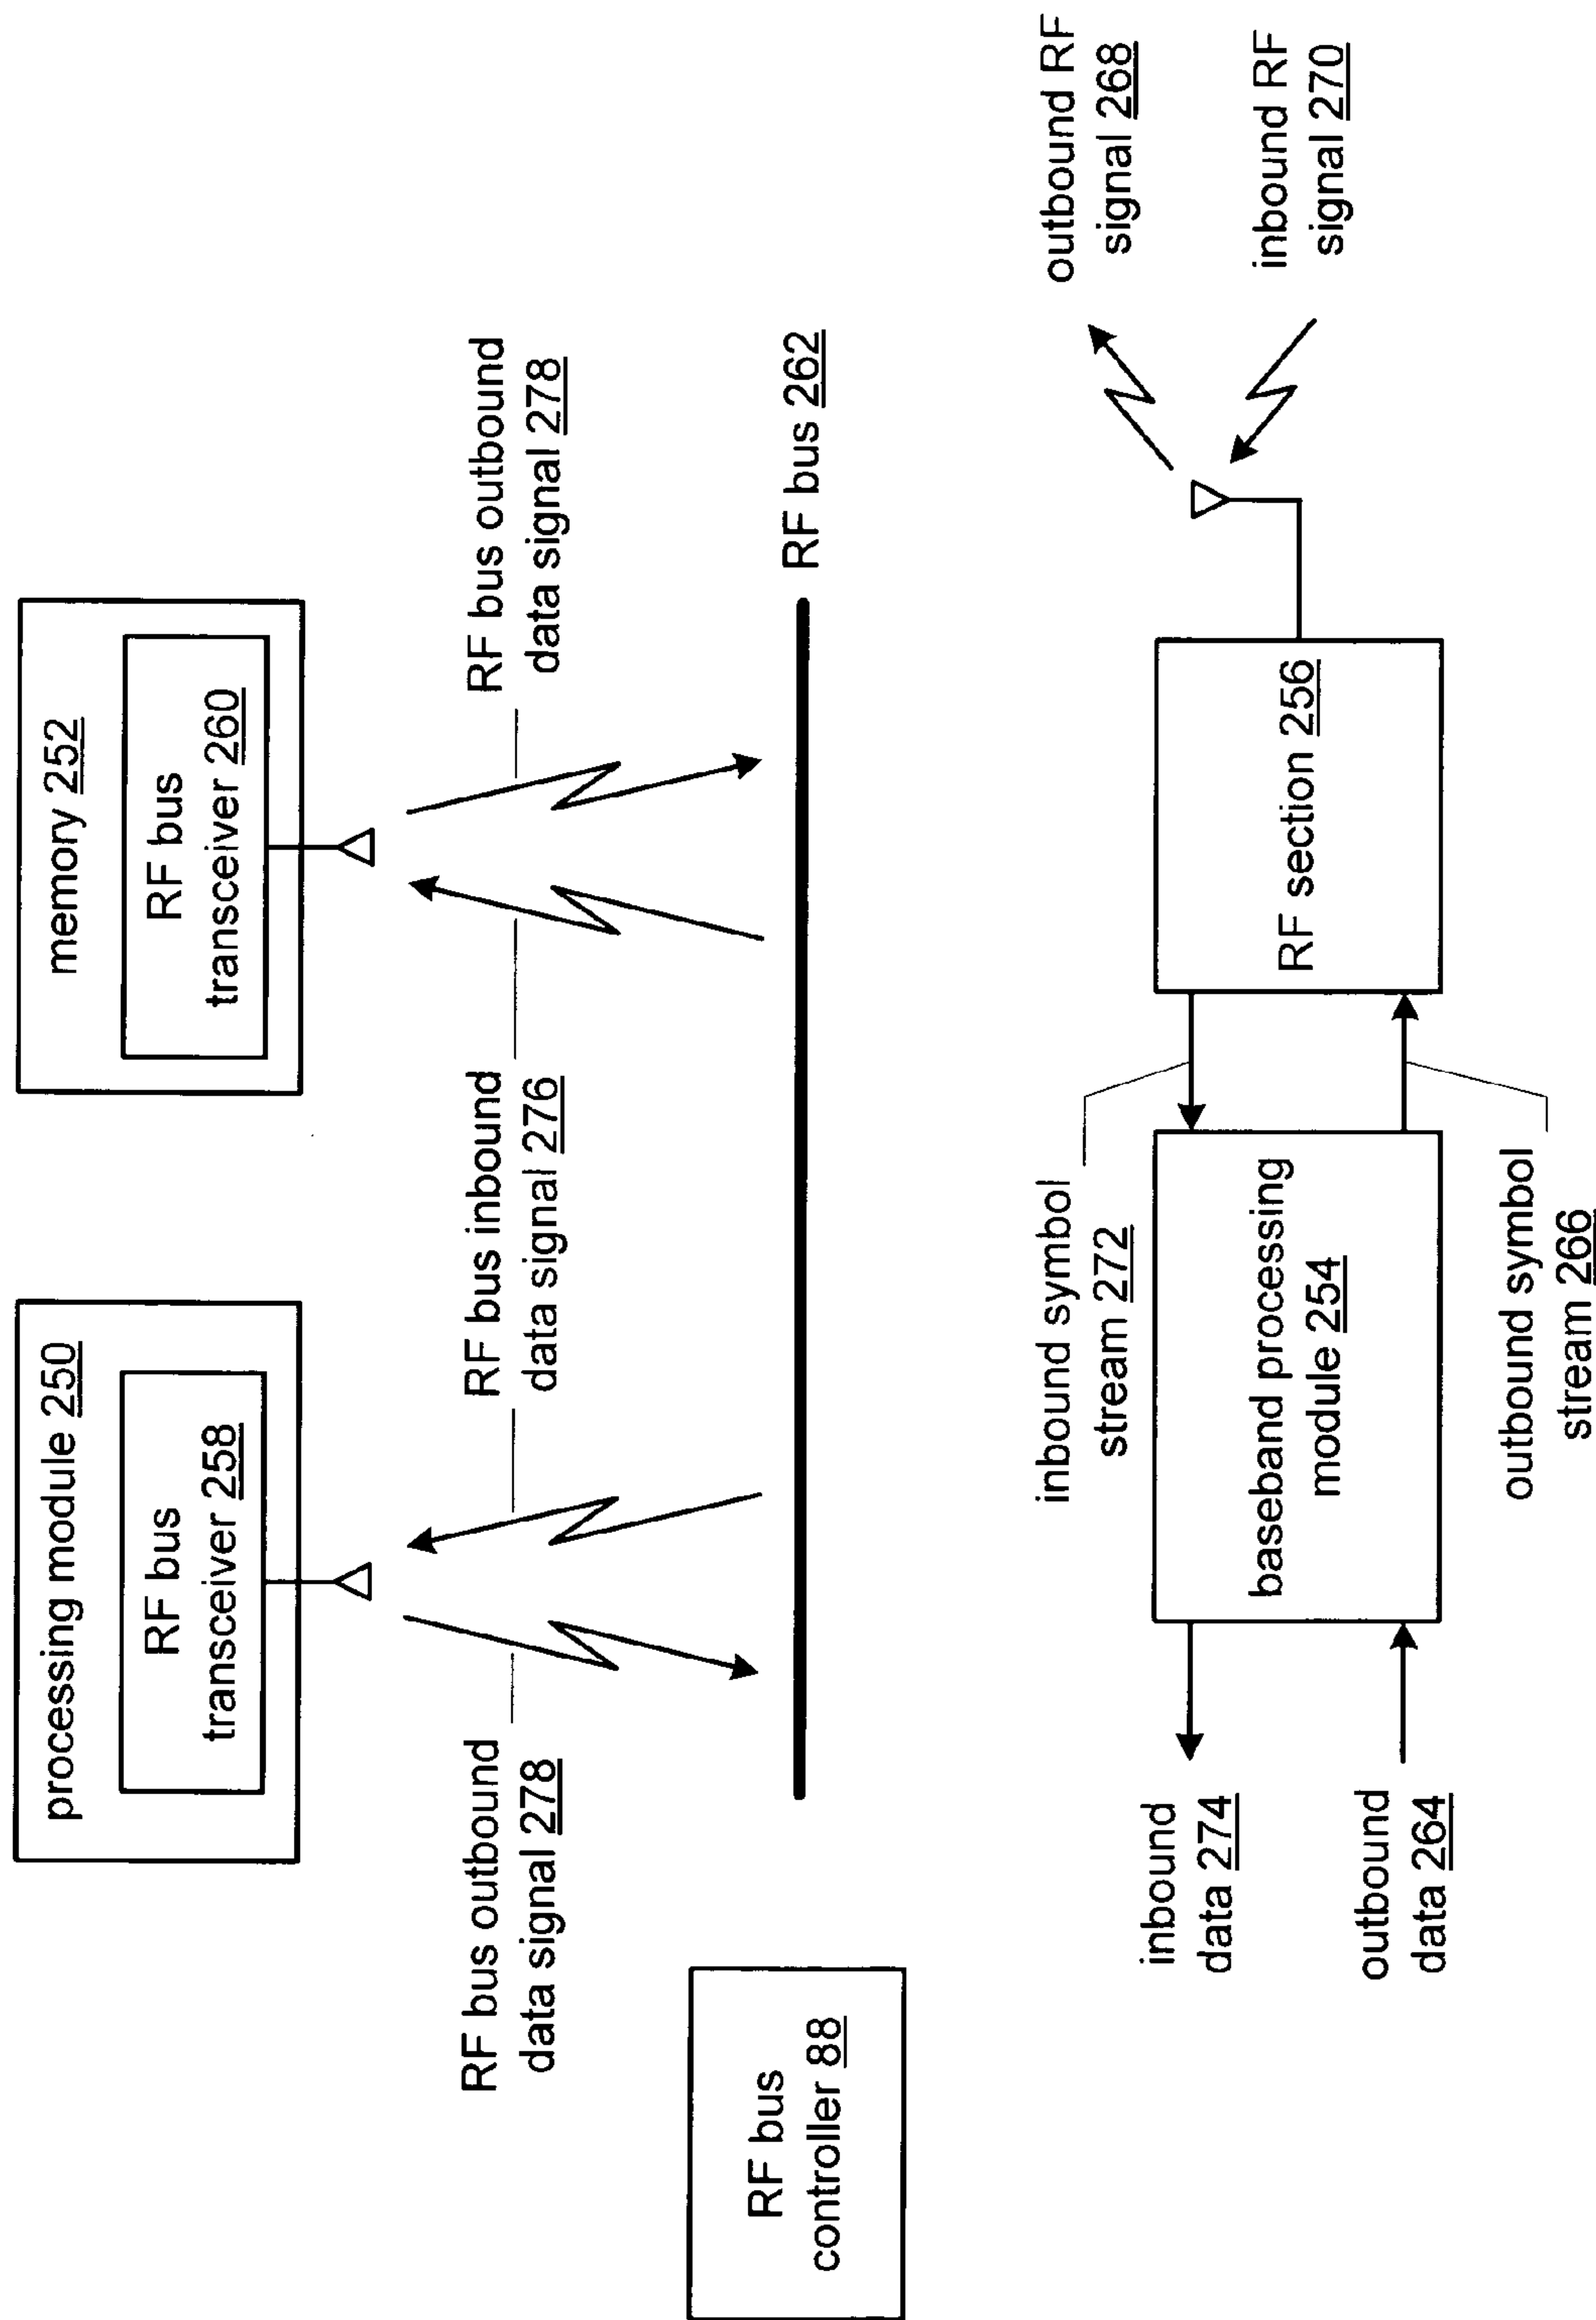 processing module 250
RF bus
transceiver 258
memory 252
RF bus
transceiver 260
RF bus outbound
data signal 278
RF bus inbound
data signal 276
RF bus outbound
data signal 278
RF bus
controller 88
RF bus 262
inbound symbol
stream 272
outbound RF
signal 268
inbound
data 274
outbound
data 264
baseband processing
module 254
RF section 256
inbound RF
signal 270
outbound symbol
stream 266